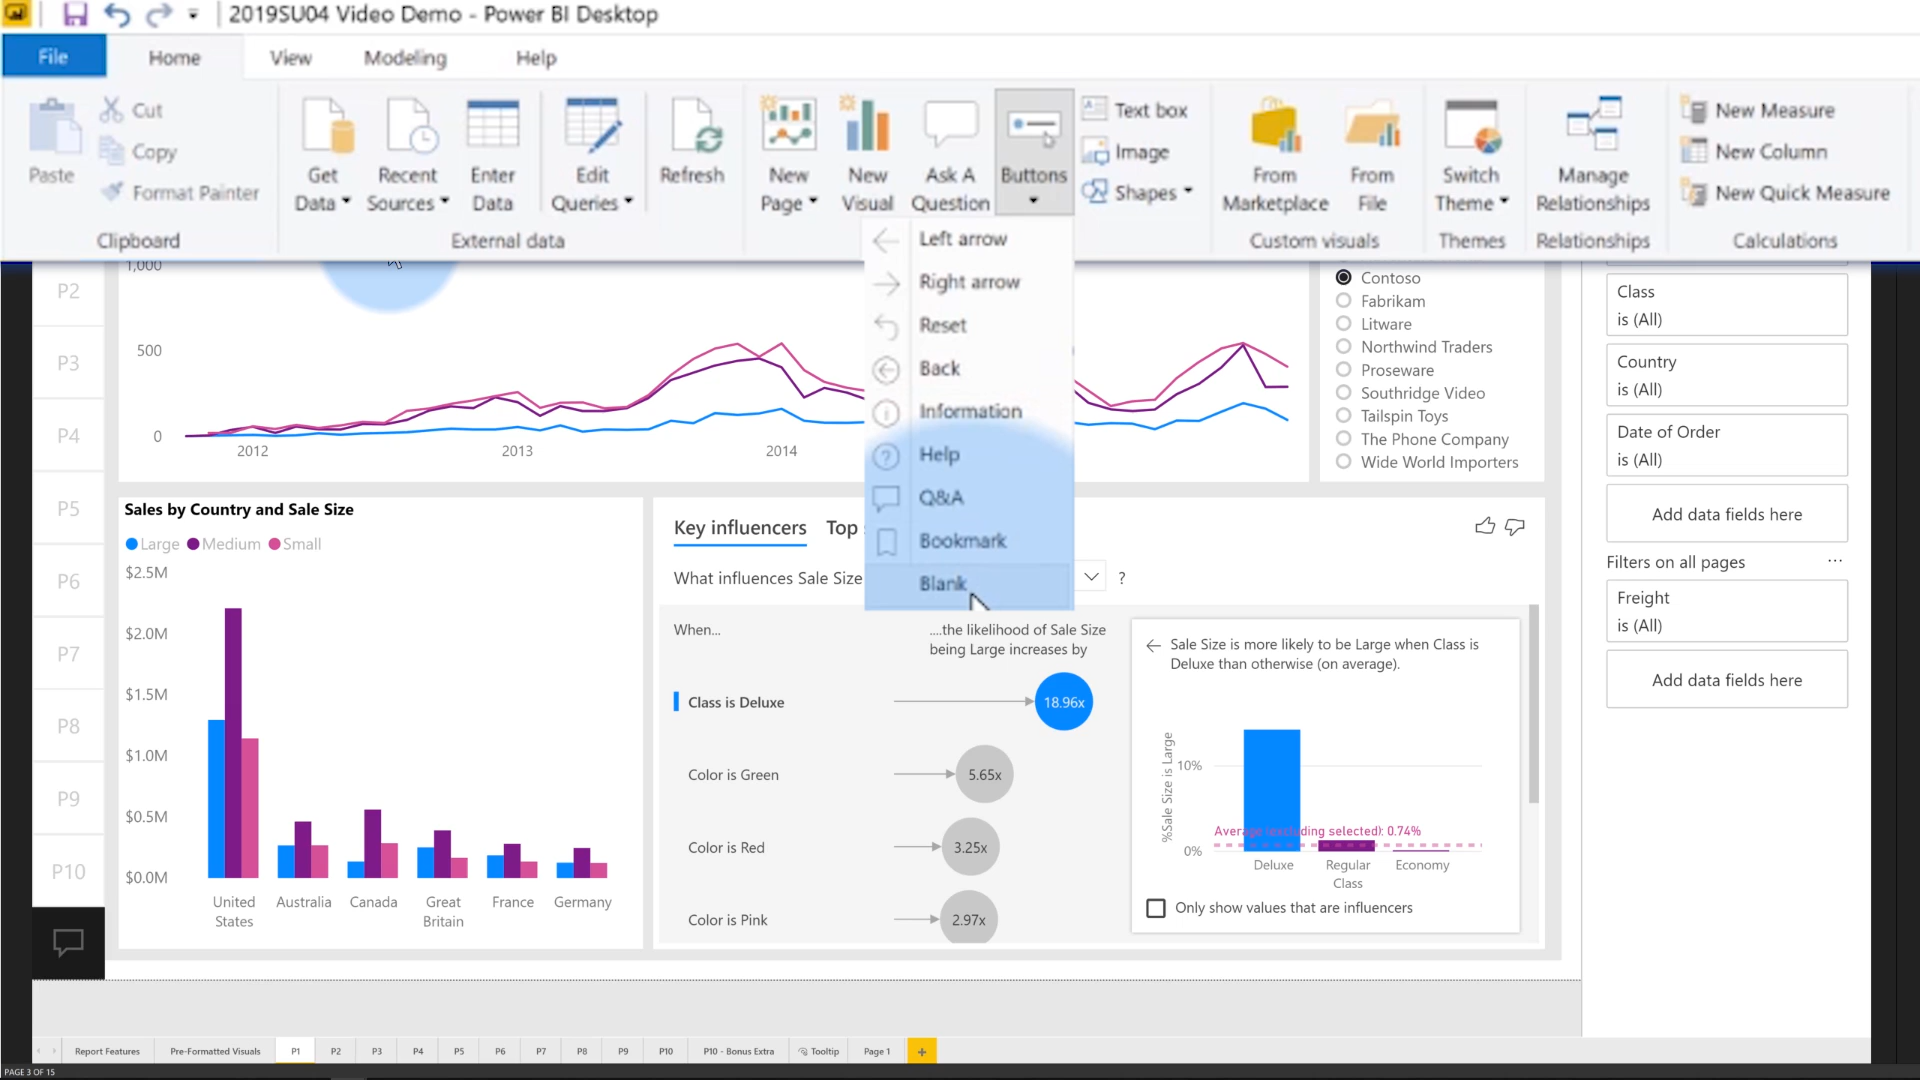 2019SU04 Video Demo - Power BI Desktop
File Home View Modeling Help
Paste
Cut
Copy
Format Painter
Clipboard
Get Data
Recent Sources
Enter Data
Edit Queries
Refresh
External data
New Page
New Visual
Ask A Question
Buttons
Text box
Image
Shapes
From Marketplace
From File
Custom visuals
Switch Theme
Themes
Manage Relationships
Relationships
New Measure
New Column
New Quick Measure
Calculations
Left arrow
Right arrow
Reset
Back
Information
Help
Q&A
Bookmark
Blank
P2
P3
P4
P5
P6
P7
P8
P9
P10
1,000
500
0
2012 2013 2014
Contoso
Fabrikam
Litware
Northwind Traders
Proseware
Southridge Video
Tailspin Toys
The Phone Company
Wide World Importers
Class
is (All)
Country
is (All)
Date of Order
is (All)
Add data fields here
Filters on all pages ...
Freight
is (All)
Add data fields here
Sales by Country and Sale Size
Large Medium Small
$2.5M
$2.0M
$1.5M
$1.0M
$0.5M
$0.0M
United States
Australia
Canada
Great Britain
France
Germany
Key influencers Top
What influences Sale Size ?
When...
....the likelihood of Sale Size
being Large increases by
Class is Deluxe 18.96x
Color is Green 5.65x
Color is Red 3.25x
Color is Pink 2.97x
Sale Size is more likely to be Large when Class is
Deluxe than otherwise (on average).
%Sale Size is Large
10%
Average (excluding selected): 0.74%
0%
Deluxe Regular Economy
Class
Only show values that are influencers
Report Features Pre-Formatted Visuals P1 P2 P3 P4 P5 P6 P7 P8 P9 P10 P10 - Bonus Extra Tooltip Page 1 +
PAGE 3 OF 15